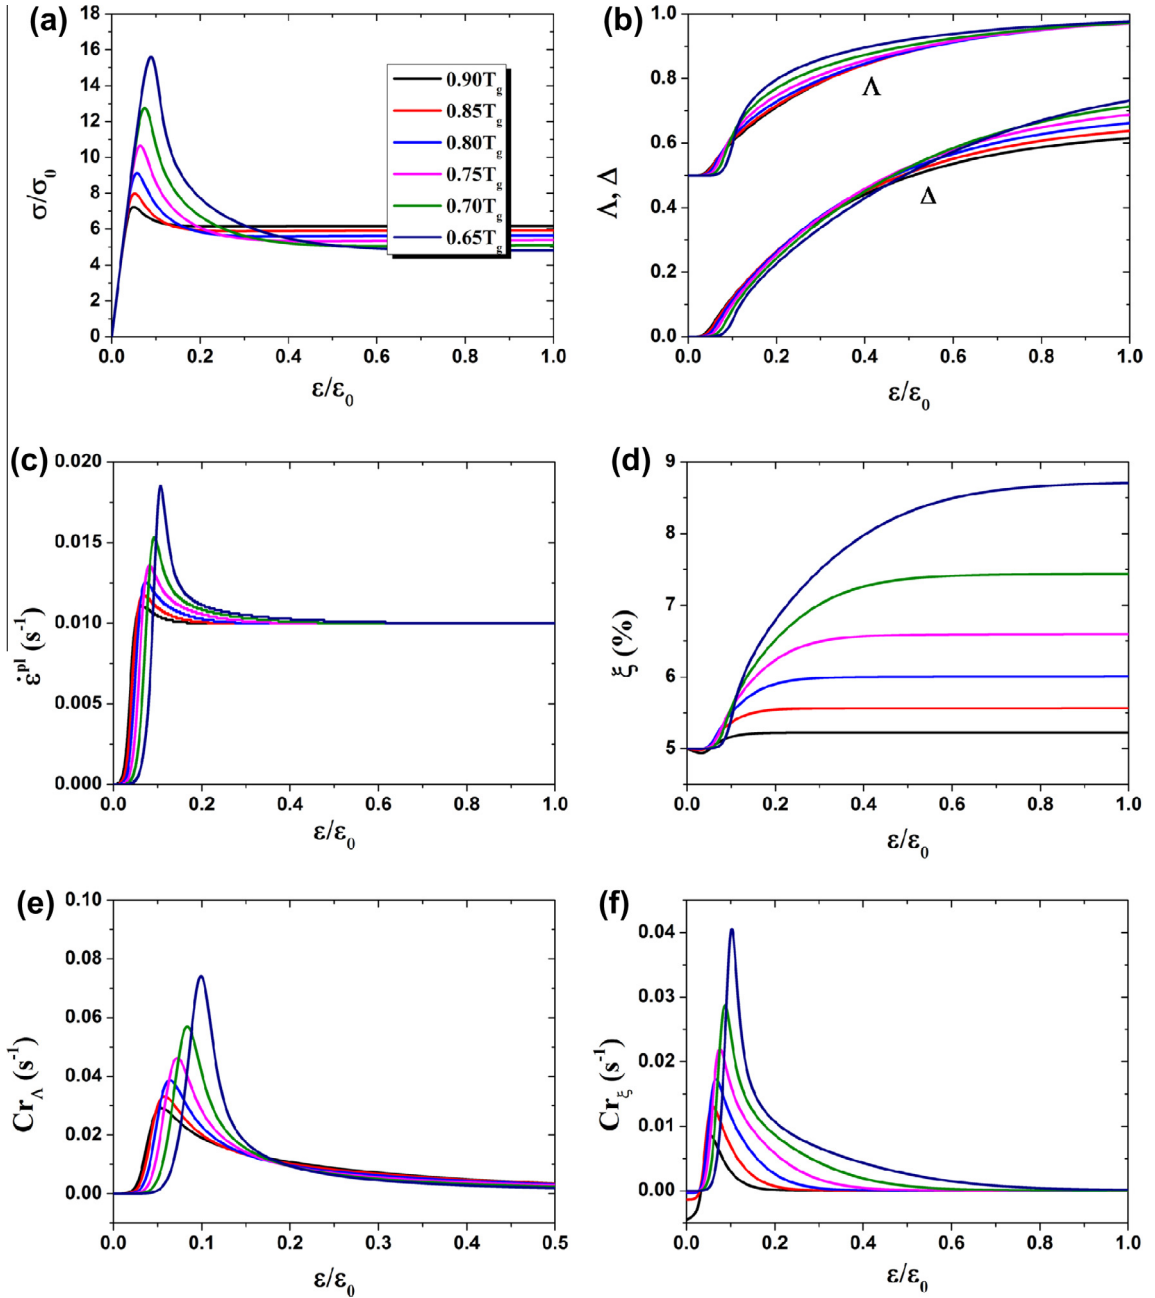 (a)
18
16
14
12
10
8
6
4
2
0
σ/σ0
0.0 0.2 0.4 0.6 0.8 1.0
ε/ε0
0.90Tg
0.85Tg
0.80Tg
0.75Tg
0.70Tg
0.65Tg
(b)
1.0
0.8
0.6
0.4
0.2
0.0
Λ, Δ
Λ
Δ
0.0 0.2 0.4 0.6 0.8 1.0
ε/ε0
(c)
0.020
0.015
0.010
0.005
0.000
ε̇pl (s-1)
0.0 0.2 0.4 0.6 0.8 1.0
ε/ε0
(d)
9
8
7
6
5
ξ (%)
0.0 0.2 0.4 0.6 0.8 1.0
ε/ε0
(e)
0.10
0.08
0.06
0.04
0.02
0.00
CrΛ (s-1)
0.0 0.1 0.2 0.3 0.4 0.5
ε/ε0
(f)
0.04
0.03
0.02
0.01
0.00
Crξ (s-1)
0.0 0.2 0.4 0.6 0.8 1.0
ε/ε0